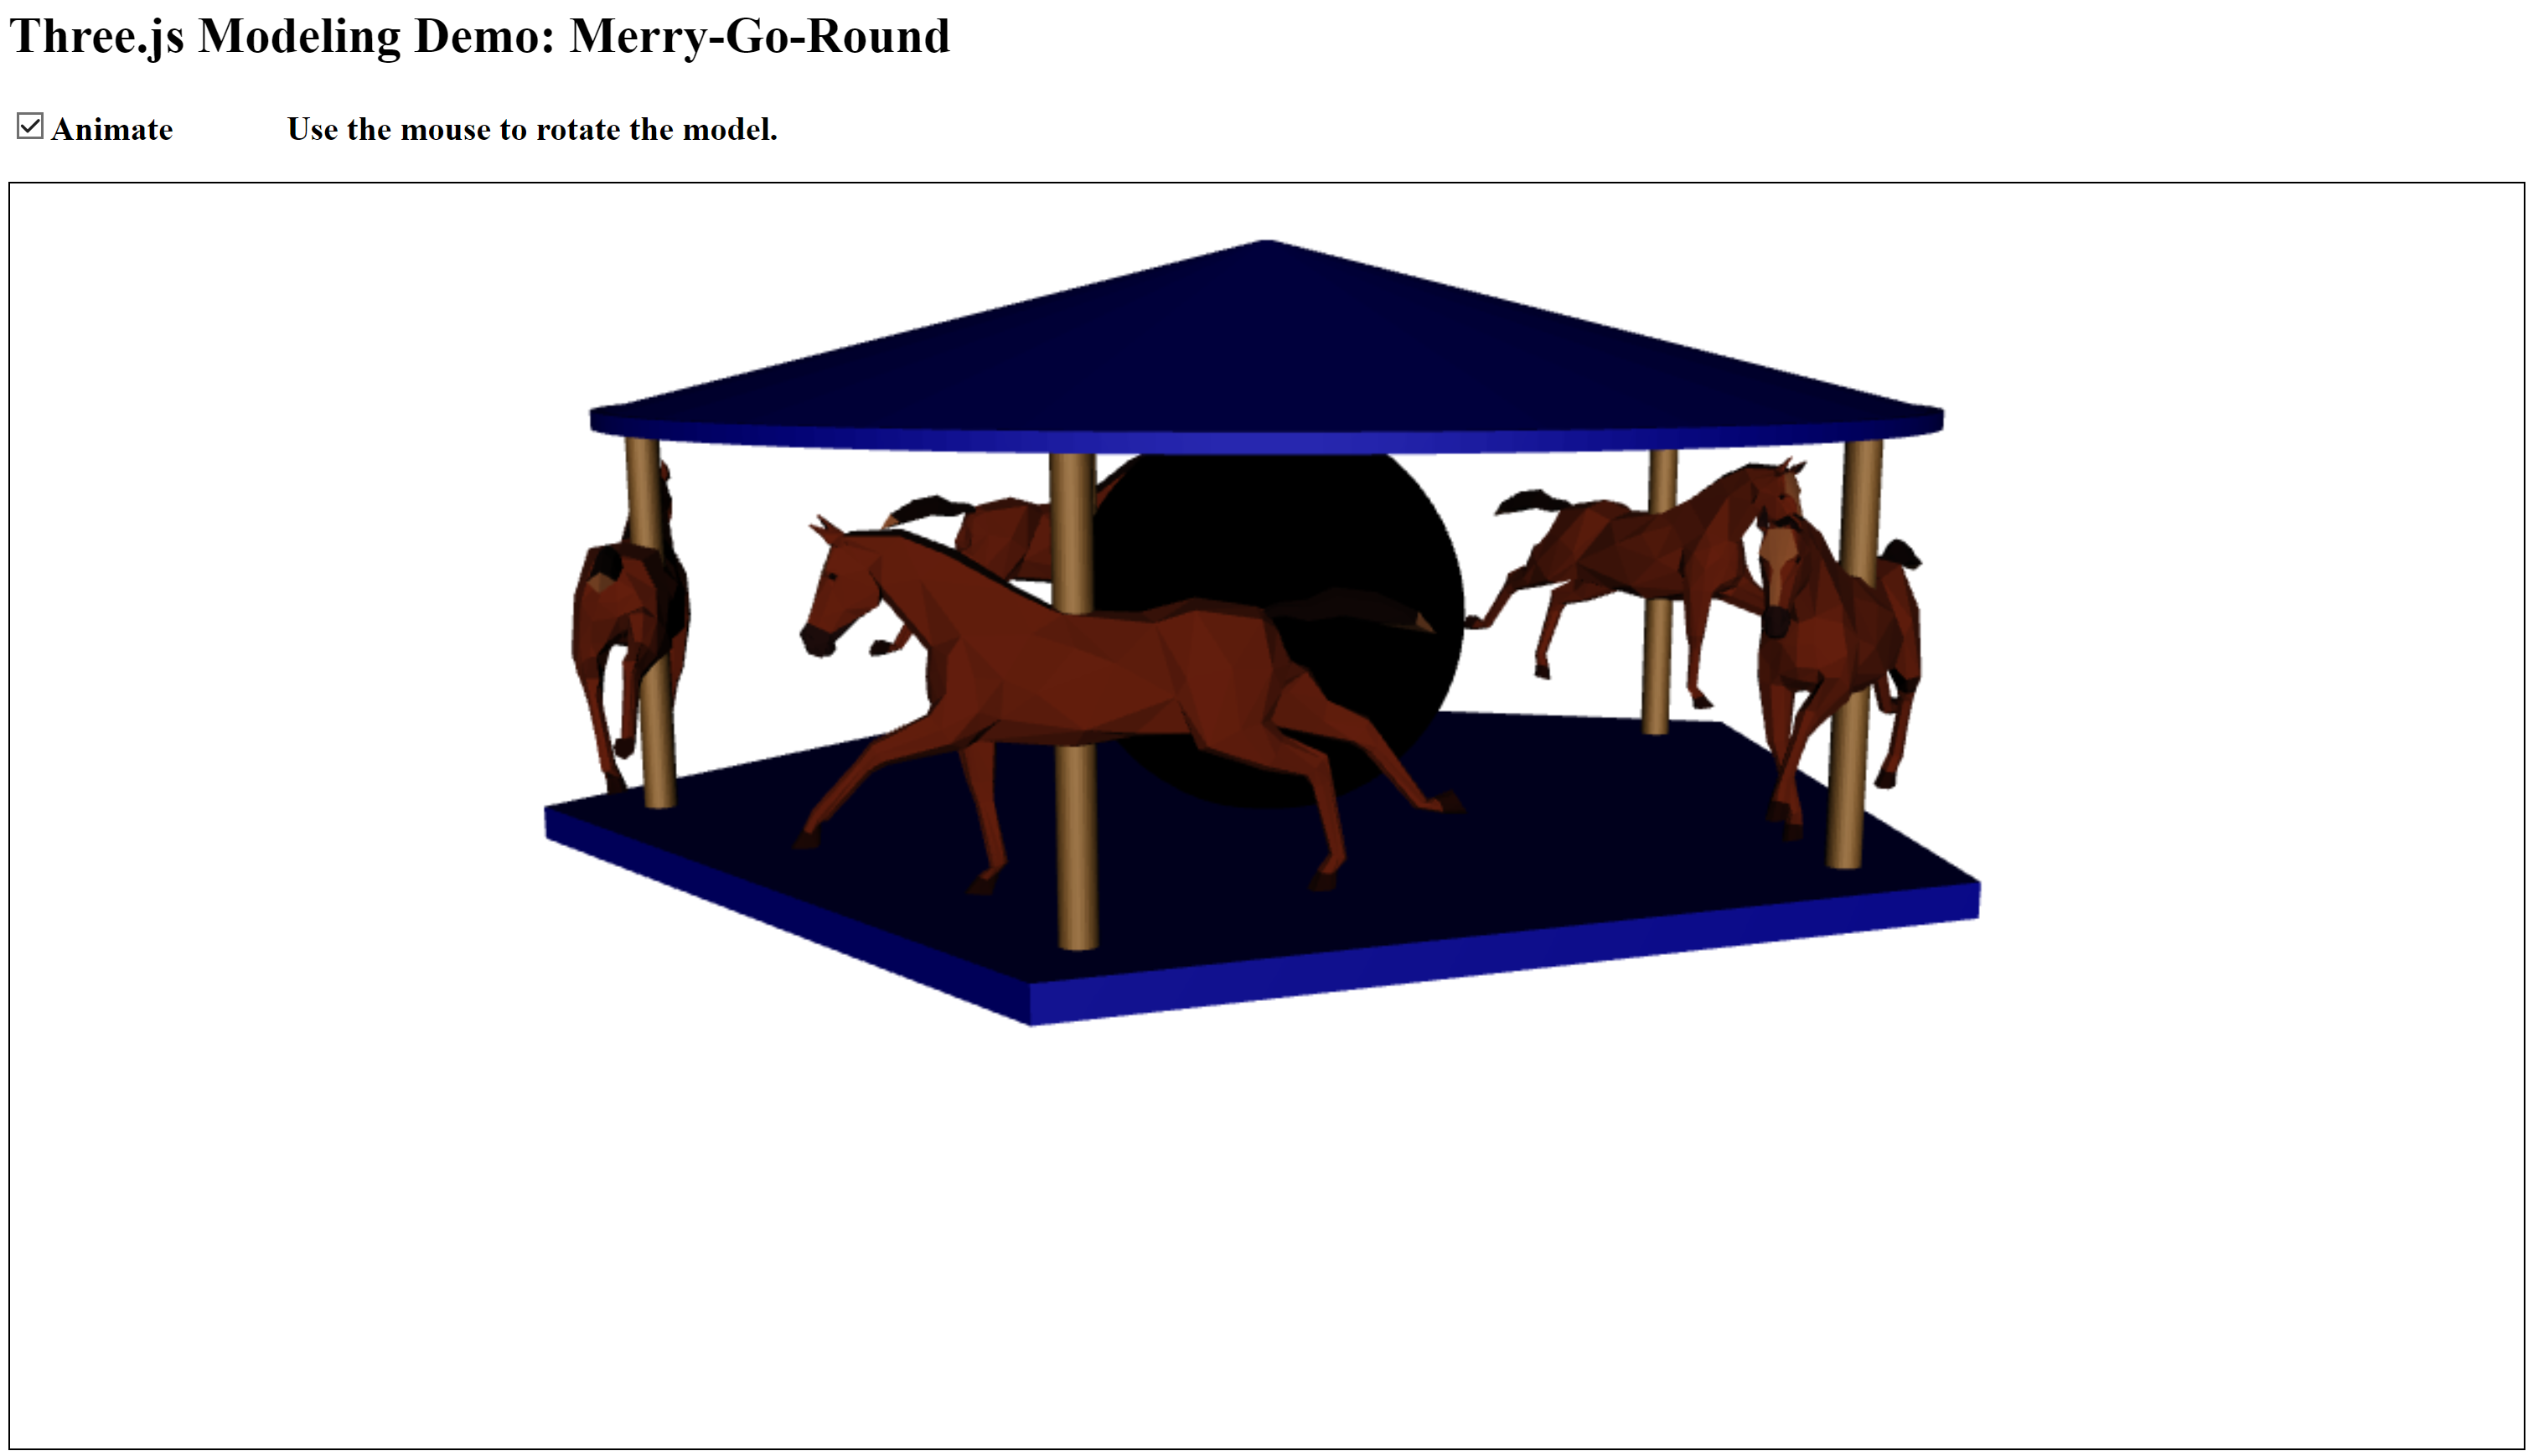 Three.js Modeling Demo: Merry-Go-Round
Animate Use the mouse to rotate the model.